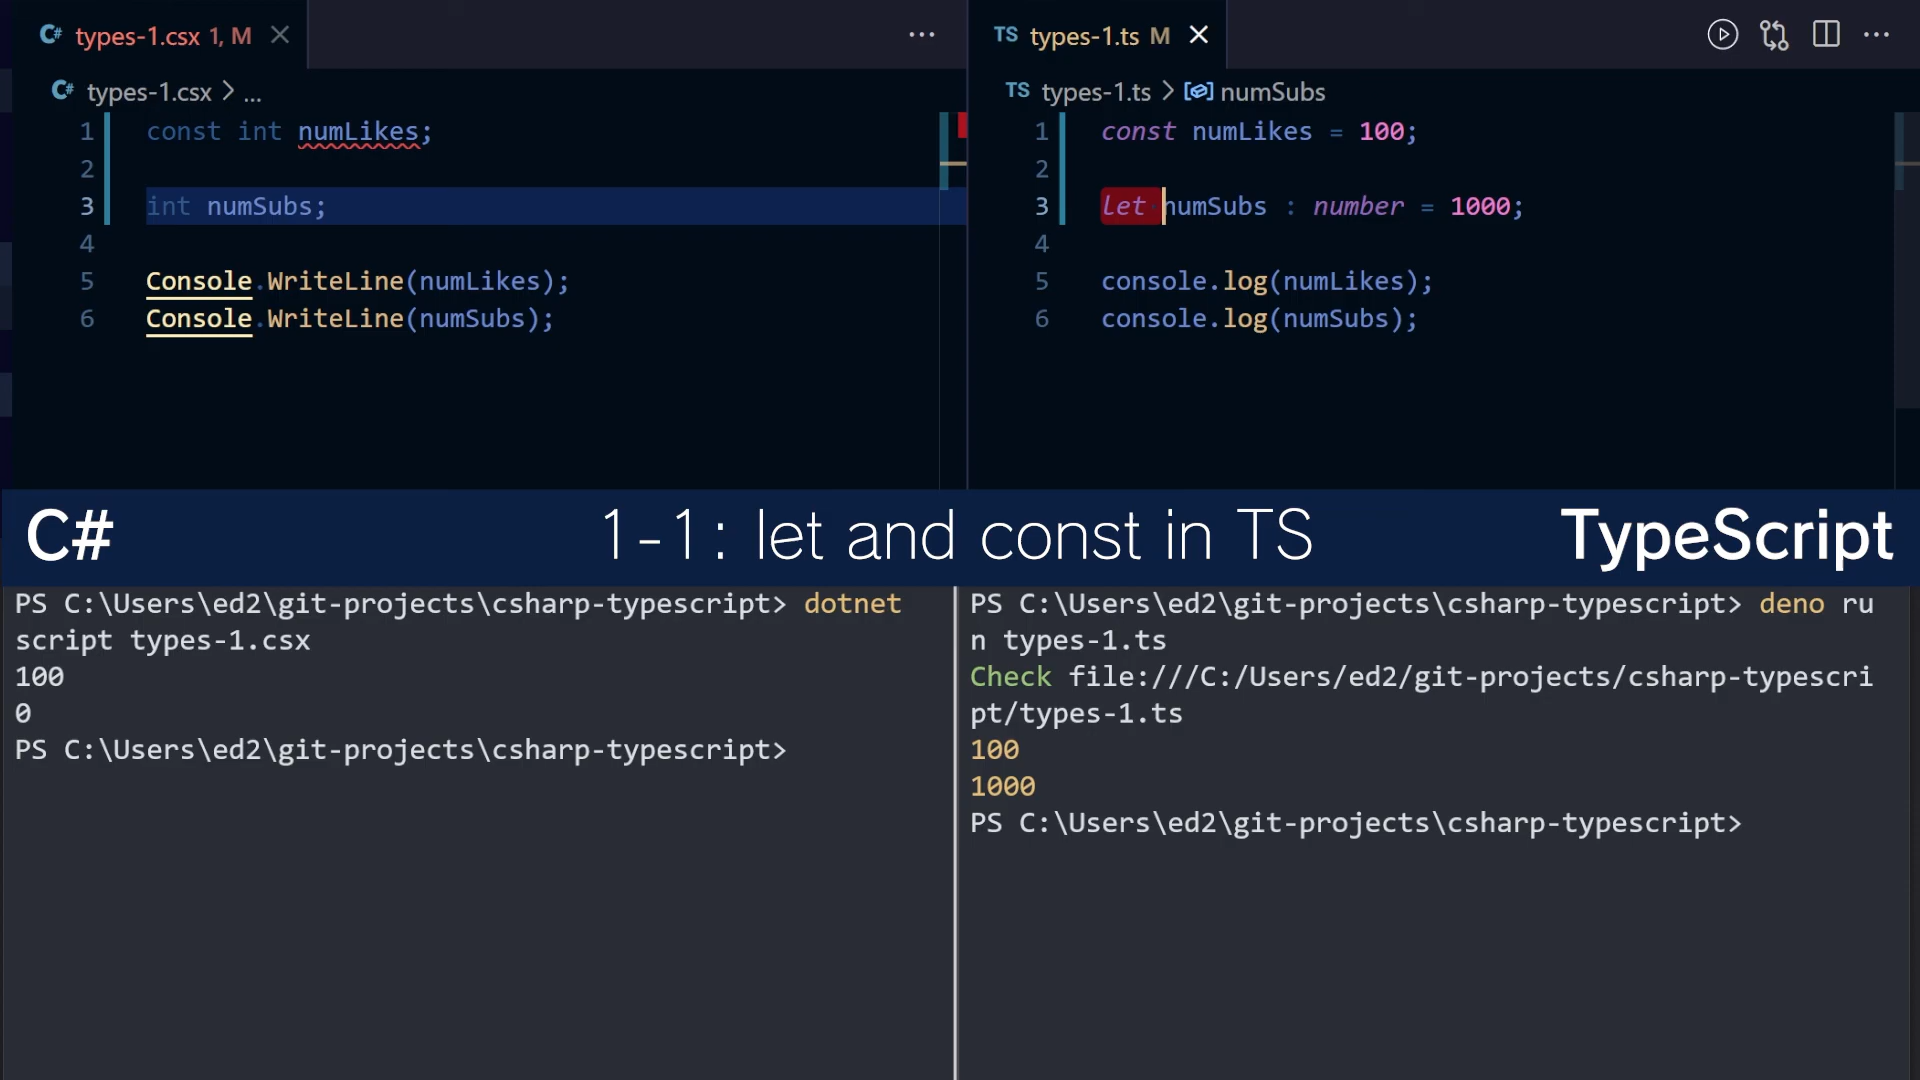 C# types-1.csx 1, M
C# types-1.csx > ...
1 const int numLikes;
2
3 int numSubs;
4
5 Console.WriteLine(numLikes);
6 Console.WriteLine(numSubs);
TS types-1.ts M
TS types-1.ts > numSubs
1 const numLikes = 100;
2
3 let numSubs : number = 1000;
4
5 console.log(numLikes);
6 console.log(numSubs);
C# 1-1: let and const in TS TypeScript
PS C:\Users\ed2\git-projects\csharp-typescript> dotnet
script types-1.csx
100
0
PS C:\Users\ed2\git-projects\csharp-typescript>
PS C:\Users\ed2\git-projects\csharp-typescript> deno ru
n types-1.ts
Check file:///C:/Users/ed2/git-projects/csharp-typescri
pt/types-1.ts
100
1000
PS C:\Users\ed2\git-projects\csharp-typescript>